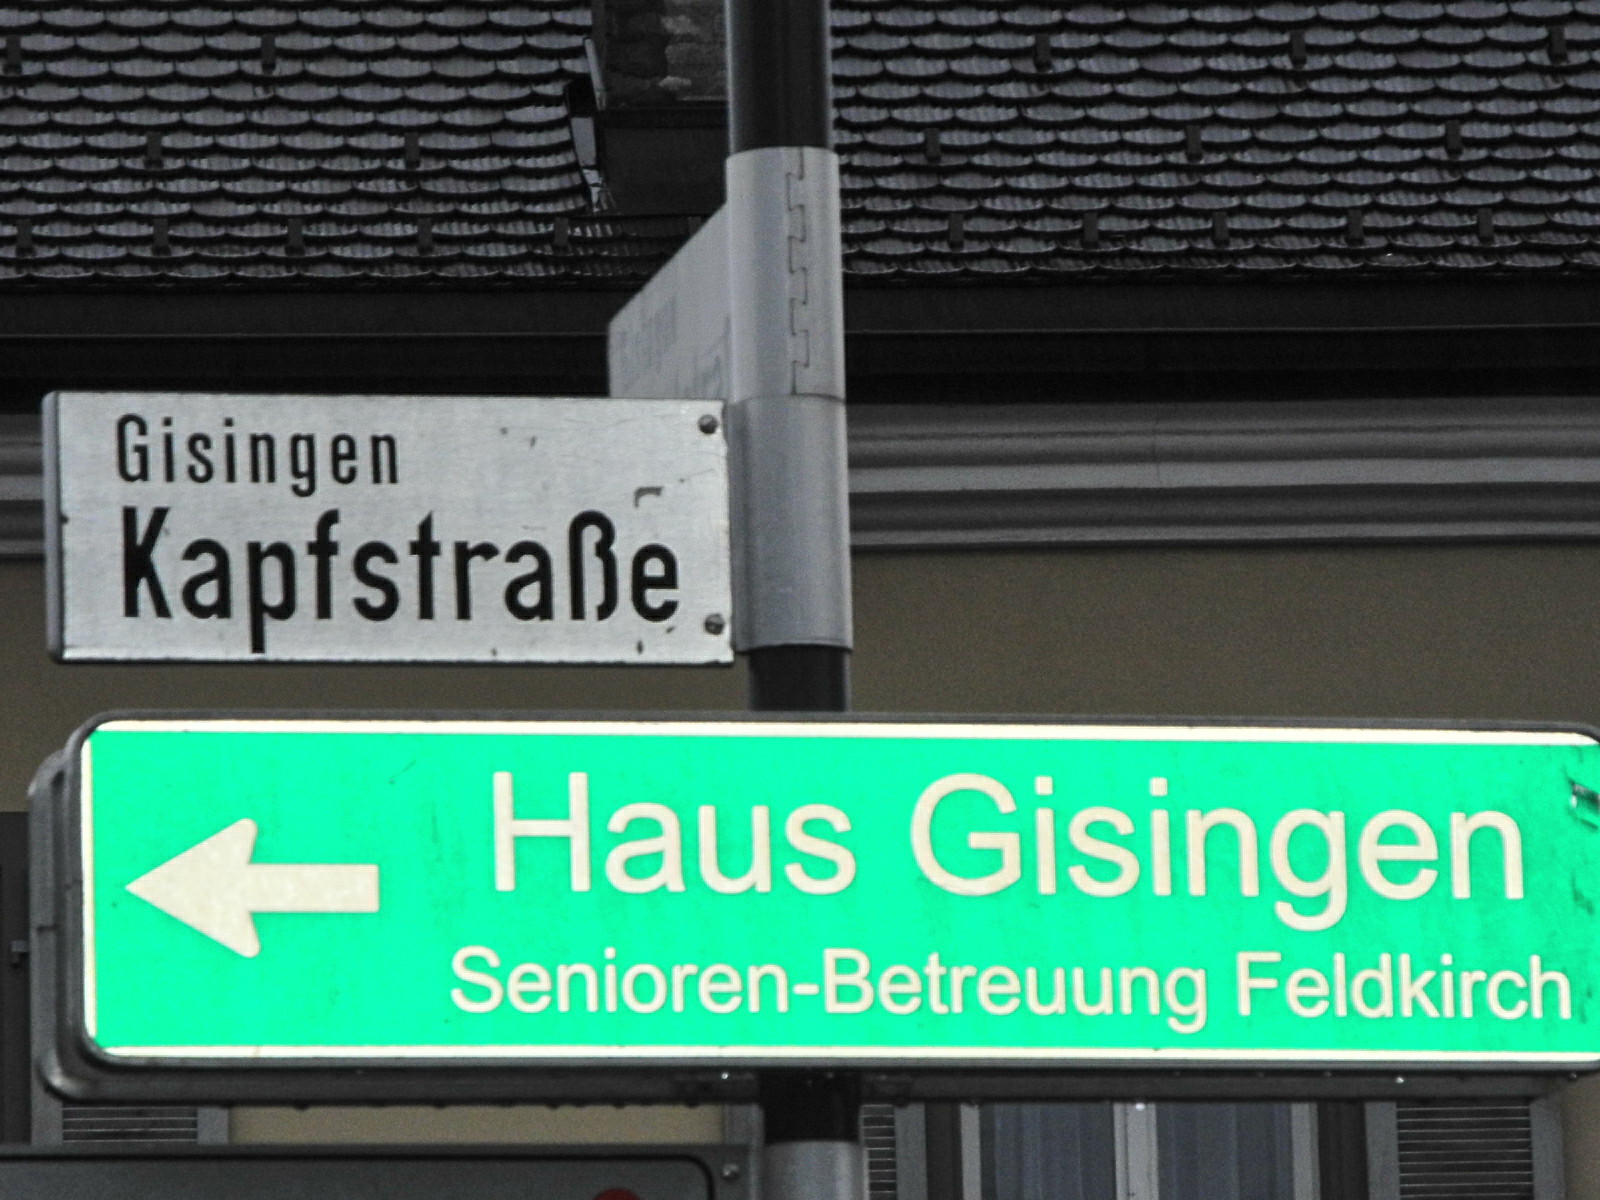 Gisingen
Kapfstraße
Haus Gisingen
Senioren-Betreuung Feldkirch